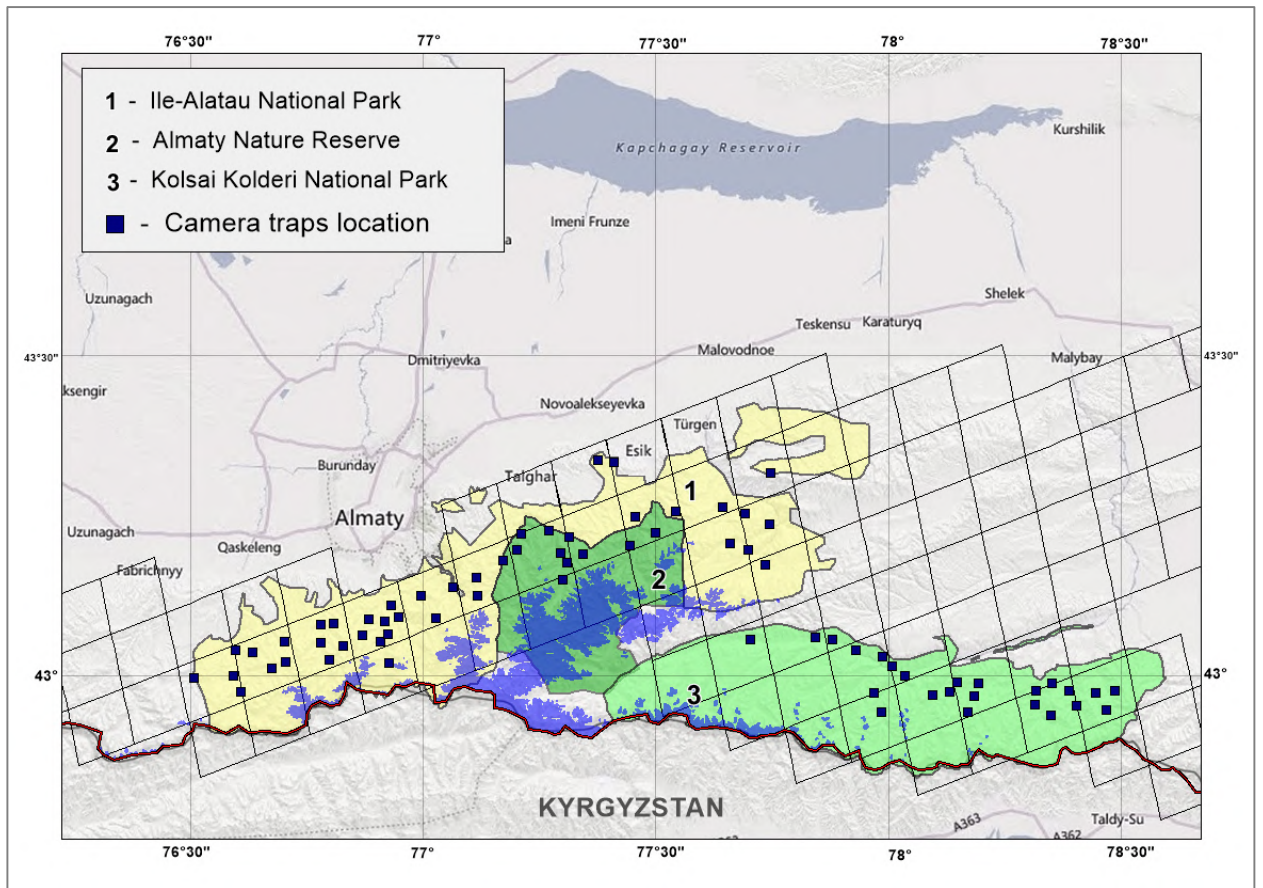 76°30" 77° 77°30" 78° 78°30"
1 - Ile-Alatau National Park
2 - Almaty Nature Reserve
3 - Kolsai Kolderi National Park
- Camera traps location
Kapchagay Reservoir
Kurshilik
Imeni Frunze
a
Uzunagach
Shelek
Teskensu
Karaturyq
43°30"
Dmitriyevka
Malovodnoe
Malybay
43°30"
ksengir
Novoalekseyevka
Türgen
Esik
Burunday
Talghar
1
Almaty
Uzunagach
Qaskeleng
Fabrichnyy
2
43°
43°
3
KYRGYZSTAN
A363
Taldy-Su
A362
76°30" 77° 77°30" 78° 78°30"